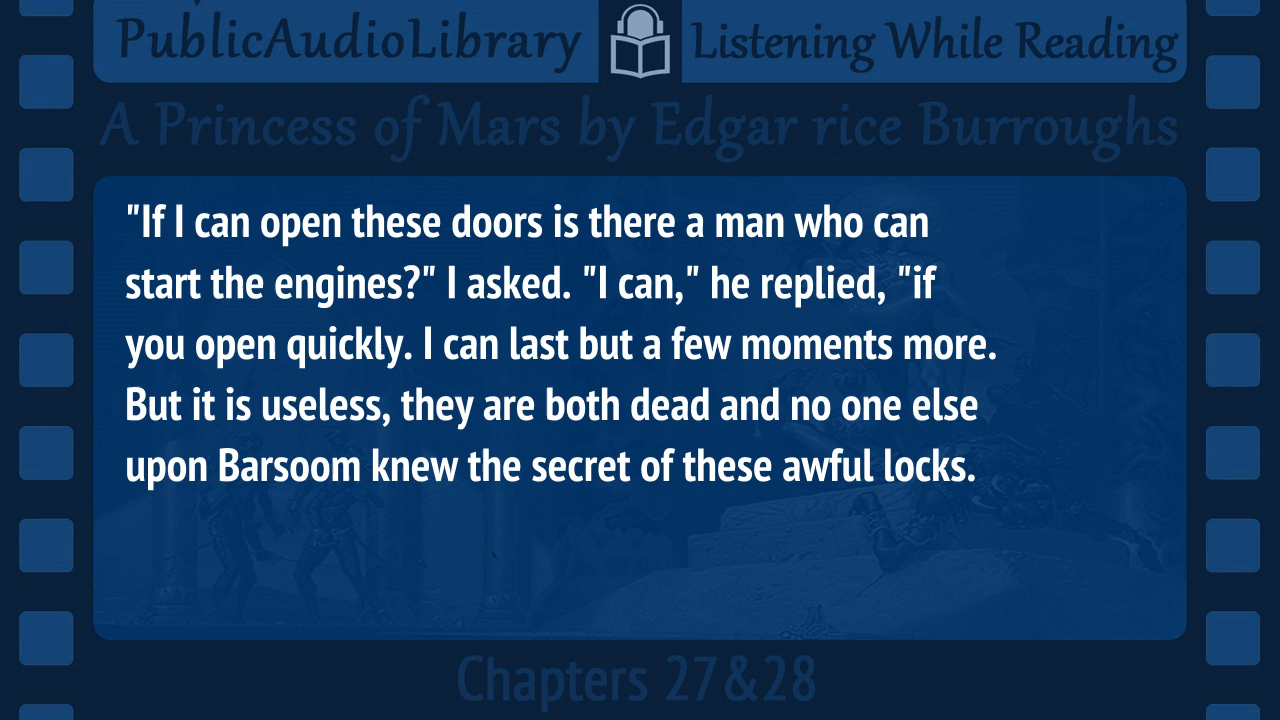 PublicAudioLibrary Listening While Reading
A Princess of Mars by Edgar rice Burroughs
"If I can open these doors is there a man who can
start the engines?" I asked. "I can," he replied, "if
you open quickly. I can last but a few moments more.
But it is useless, they are both dead and no one else
upon Barsoom knew the secret of these awful locks.
Chapters 27&28